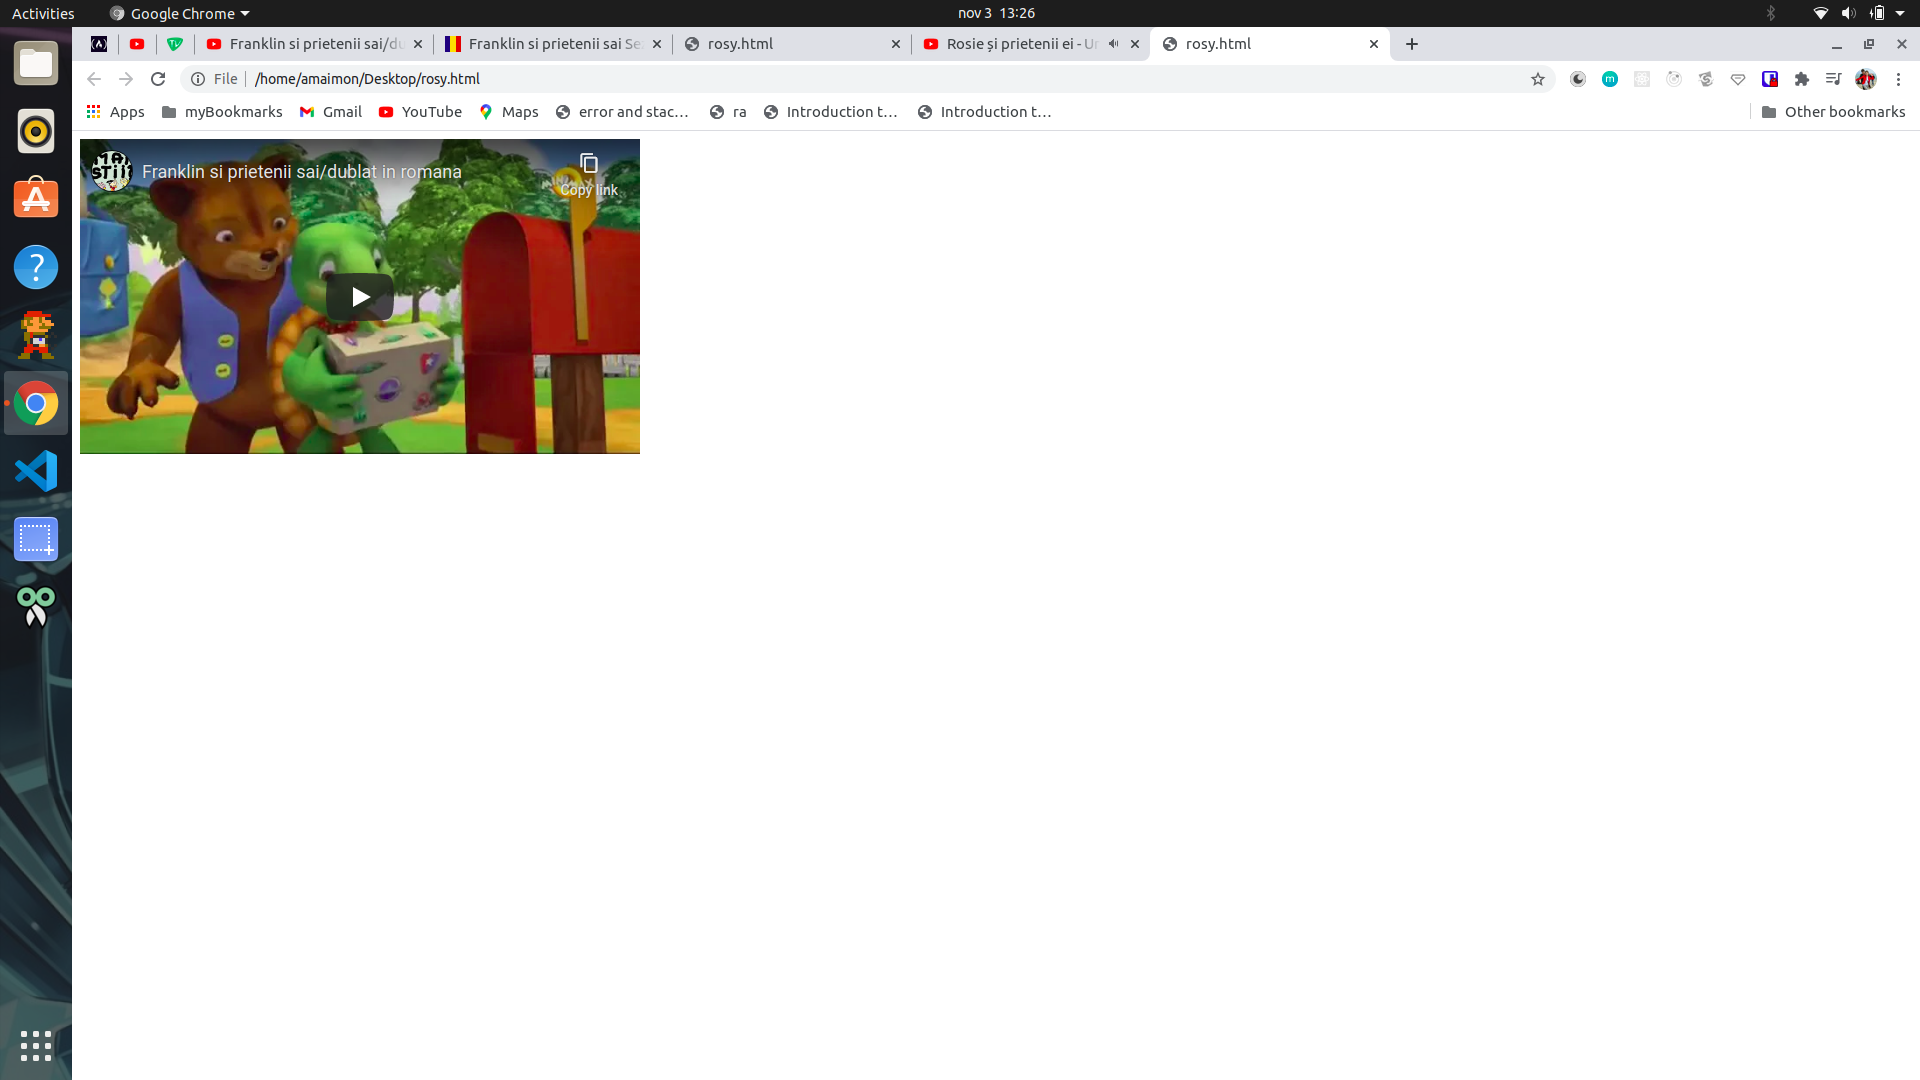 Activities
Google Chrome
nov 3 13:26
Franklin si prietenii sai/du
Franklin si prietenii sai Se
rosy.html
Rosie și prietenii ei - Ur
rosy.html
File
/home/amaimon/Desktop/rosy.html
Apps
myBookmarks
Gmail
YouTube
Maps
error and stac…
ra
Introduction t…
Introduction t…
Other bookmarks
Franklin si prietenii sai/dublat in romana
Copy link